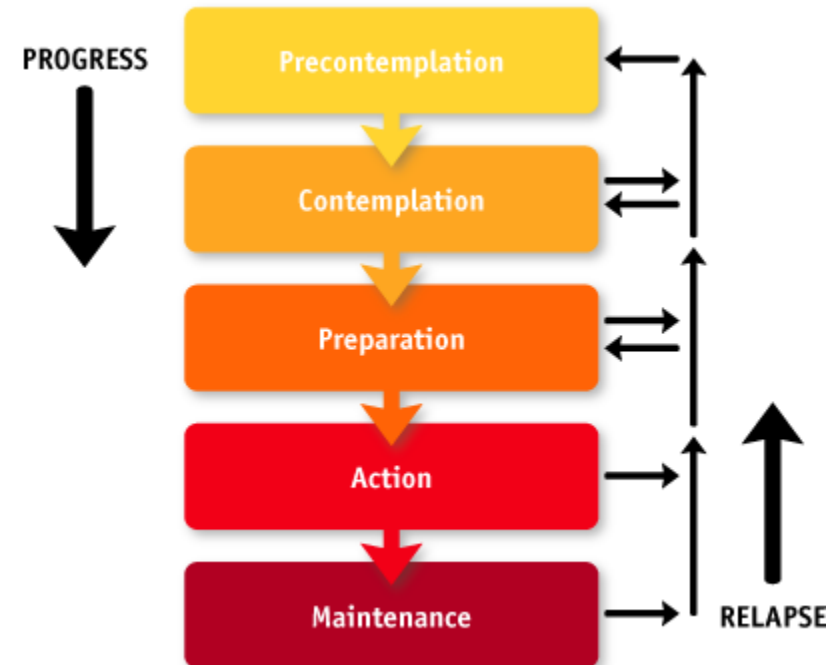 PROGRESS
Precontemplation
Contemplation
Preparation
Action
Maintenance
RELAPSE